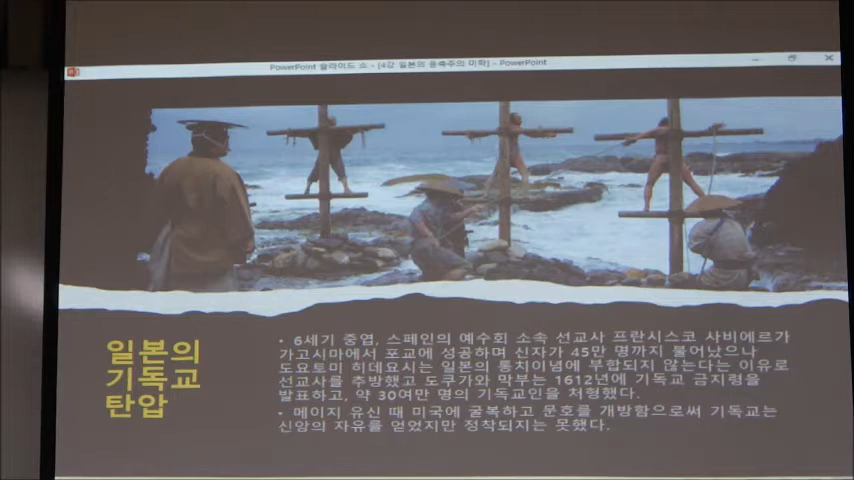 PowerPoint 슬라이드 쇼 - [4강 일본의 응축주의 미학] - PowerPoint
일본의
기독교
탄압
• 6세기 중엽, 스페인의 예수회 소속 선교사 프란시스코 사비에르가
가고시마에서 포교에 성공하며 신자가 45만 명까지 불어났으나
도요토미 히데요시는 일본의 통치이념에 부합되지 않는다는 이유로
선교사를 추방했고 도쿠가와 막부는 1612년에 기독교 금지령을
발표하고, 약 30여만 명의 기독교인을 처형했다.
• 메이지 유신 때 미국에 굴복하고 문호를 개방함으로써 기독교는
신앙의 자유를 얻었지만 정착되지는 못했다.